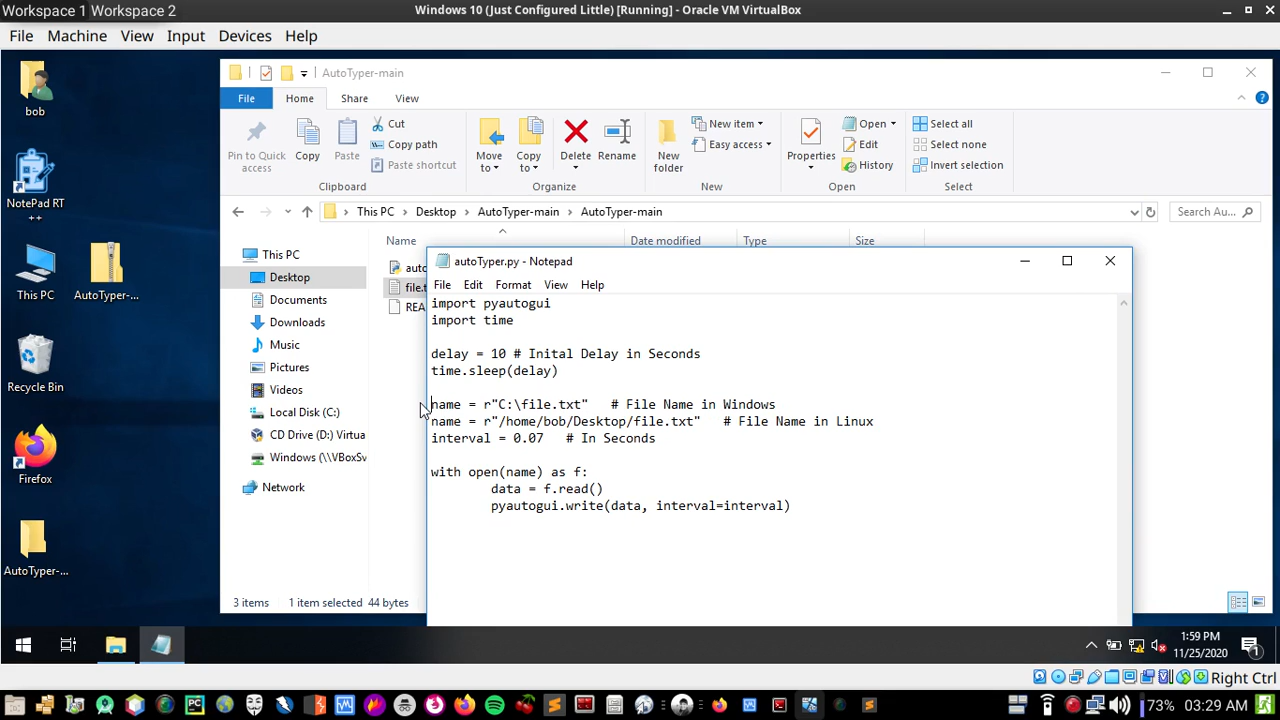 Workspace 1 Workspace 2
Windows 10 (Just Configured Little) [Running] - Oracle VM VirtualBox
File Machine View Input Devices Help
AutoTyper-main
File Home Share View
Pin to Quick access
Copy
Paste
Cut
Copy path
Paste shortcut
Move to
Copy to
Delete
Rename
New folder
New item
Easy access
Properties
Open
Edit
History
Select all
Select none
Invert selection
Clipboard Organize New Open Select
This PC > Desktop > AutoTyper-main > AutoTyper-main
Search Au...
Name Date modified Type Size
This PC
Desktop
Documents
Downloads
Music
Pictures
Videos
Local Disk (C:)
CD Drive (D:) Virtua
Windows (\\VBoxSv
Network
auto
file.t
REA
3 items 1 item selected 44 bytes
bob
NotePad RT ++
This PC
AutoTyper-...
Recycle Bin
Firefox
AutoTyper-...
autoTyper.py - Notepad
File Edit Format View Help
import pyautogui
import time
delay = 10 # Inital Delay in Seconds
time.sleep(delay)
name = r"C:\file.txt" # File Name in Windows
name = r"/home/bob/Desktop/file.txt" # File Name in Linux
interval = 0.07 # In Seconds
with open(name) as f:
data = f.read()
pyautogui.write(data, interval=interval)
1:59 PM
11/25/2020
1
Right Ctrl
PC
73% 03:29 AM